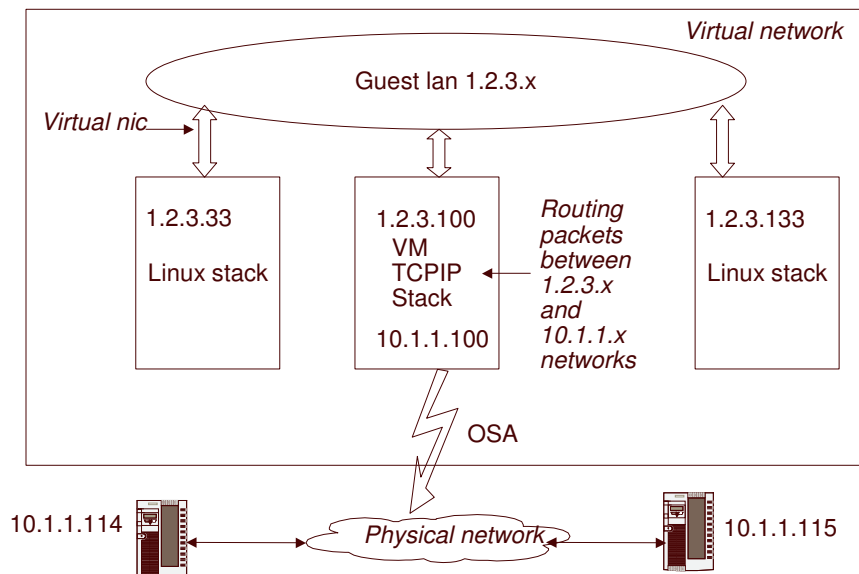 Virtual network
Guest lan 1.2.3.x
Virtual nic
1.2.3.33
Linux stack
1.2.3.100
VM
TCPIP
Stack
10.1.1.100
Routing
packets
between
1.2.3.x
and
10.1.1.x
networks
1.2.3.133
Linux stack
OSA
10.1.1.114
Physical network
10.1.1.115